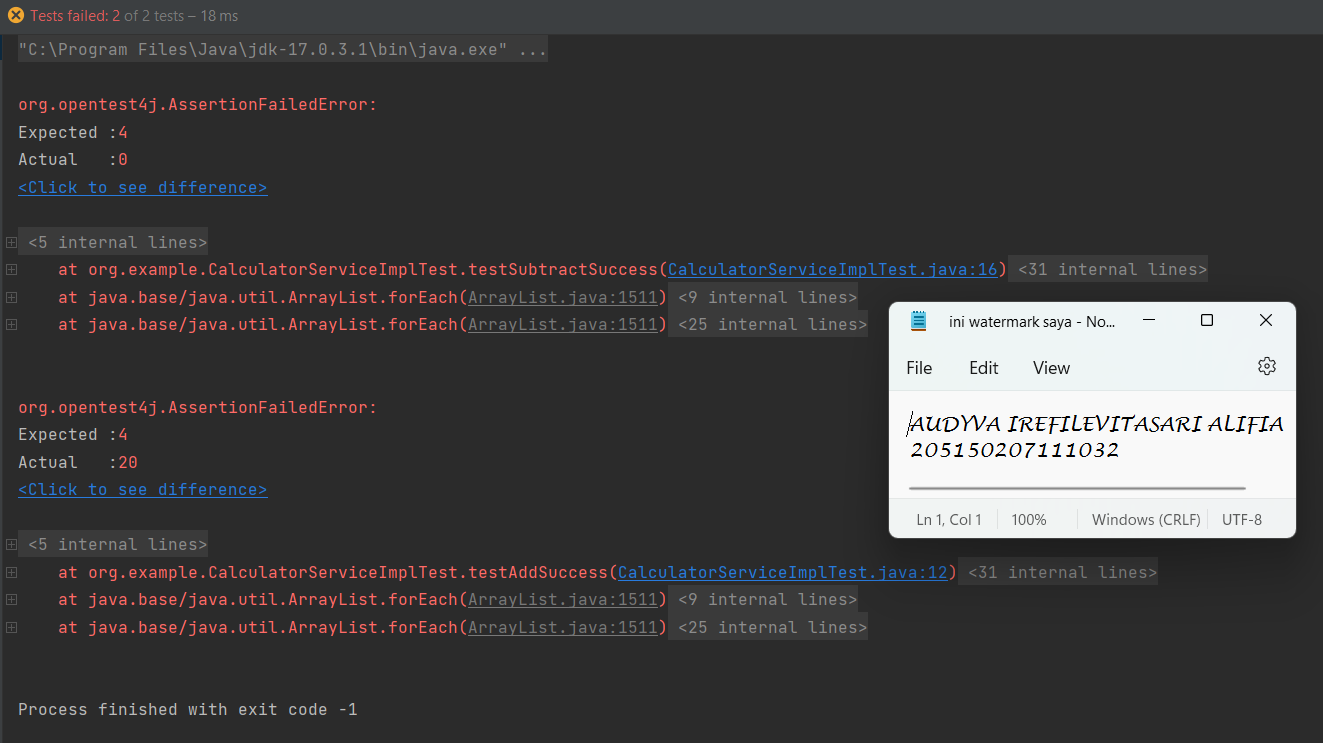 Tests failed: 2 of 2 tests – 18 ms
"C:\Program Files\Java\jdk-17.0.3.1\bin\java.exe" ...
org.opentest4j.AssertionFailedError:
Expected :4
Actual   :0
<Click to see difference>
<5 internal lines>
at org.example.CalculatorServiceImplTest.testSubtractSuccess(CalculatorServiceImplTest.java:16) <31 internal lines>
at java.base/java.util.ArrayList.forEach(ArrayList.java:1511) <9 internal lines>
at java.base/java.util.ArrayList.forEach(ArrayList.java:1511) <25 internal lines>
org.opentest4j.AssertionFailedError:
Expected :4
Actual   :20
<Click to see difference>
<5 internal lines>
at org.example.CalculatorServiceImplTest.testAddSuccess(CalculatorServiceImplTest.java:12) <31 internal lines>
at java.base/java.util.ArrayList.forEach(ArrayList.java:1511) <9 internal lines>
at java.base/java.util.ArrayList.forEach(ArrayList.java:1511) <25 internal lines>
Process finished with exit code -1
ini watermark saya - No...
File Edit View
AUDYVA IREFILEVITASARI ALIFIA
205150207111032
Ln 1, Col 1 100% Windows (CRLF) UTF-8